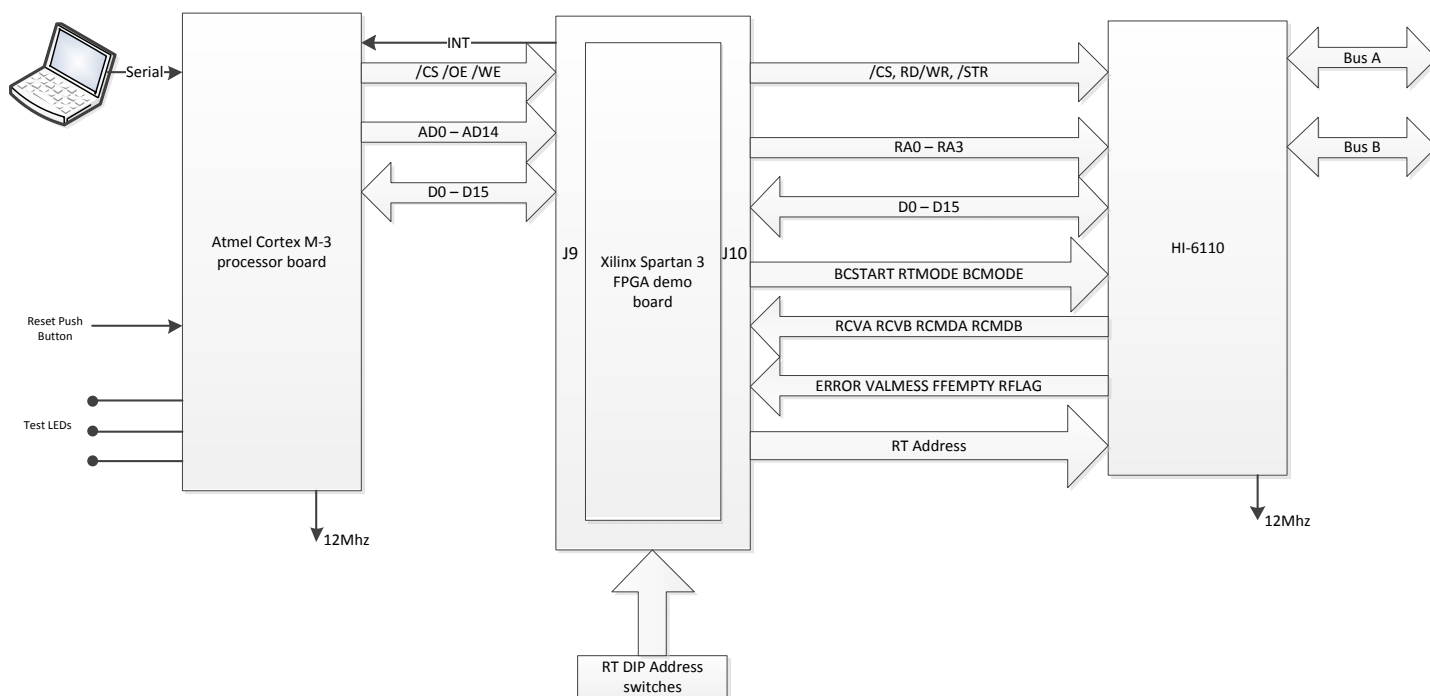 INT
Serial
/CS /OE /WE
AD0 – AD14
D0 – D15
Atmel Cortex M-3
processor board
Reset Push
Button
Test LEDs
12Mhz
J9
Xilinx Spartan 3
FPGA demo
board
J10
RT DIP Address
switches
/CS, RD/WR, /STR
RA0 – RA3
D0 – D15
BCSTART RTMODE BCMODE
RCVA RCVB RCMDA RCMDB
ERROR VALMESS FFEMPTY RFLAG
RT Address
HI-6110
12Mhz
Bus A
Bus B